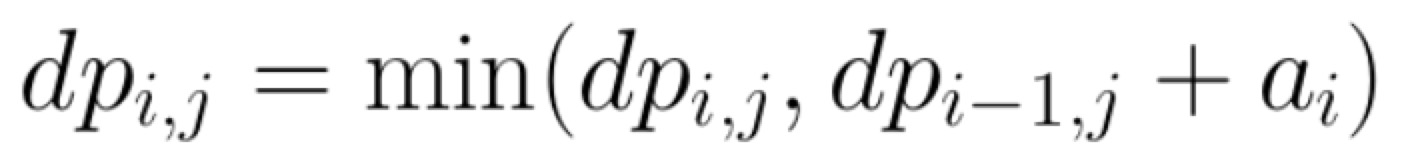 dp_{i,j} = min(dp_{i,j}, dp_{i-1,j} + a_i)